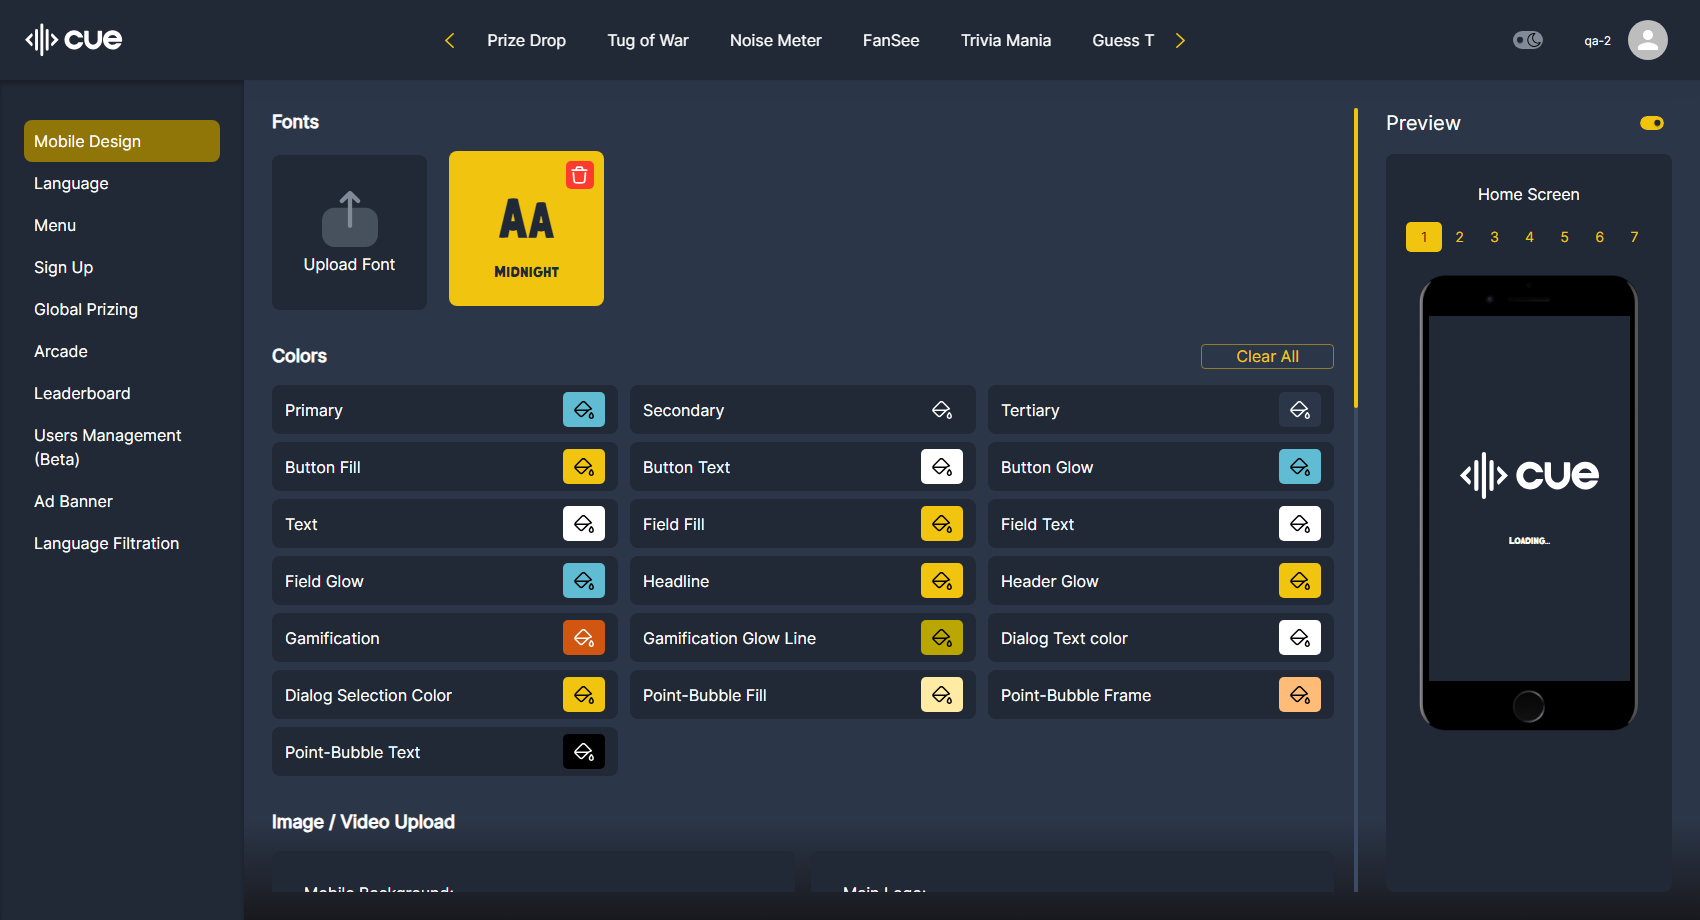 cue
Prize Drop
Tug of War
Noise Meter
FanSee
Trivia Mania
Guess T
qa-2
Mobile Design
Language
Menu
Sign Up
Global Prizing
Arcade
Leaderboard
Users Management
(Beta)
Ad Banner
Language Filtration
Fonts
Upload Font
AA
MIDNIGHT
Colors
Clear All
Primary
Secondary
Tertiary
Button Fill
Button Text
Button Glow
Text
Field Fill
Field Text
Field Glow
Headline
Header Glow
Gamification
Gamification Glow Line
Dialog Text color
Dialog Selection Color
Point-Bubble Fill
Point-Bubble Frame
Point-Bubble Text
Image / Video Upload
Mobile Background:
Main Logo:
Preview
Home Screen
1 2 3 4 5 6 7
cue
LOADING...